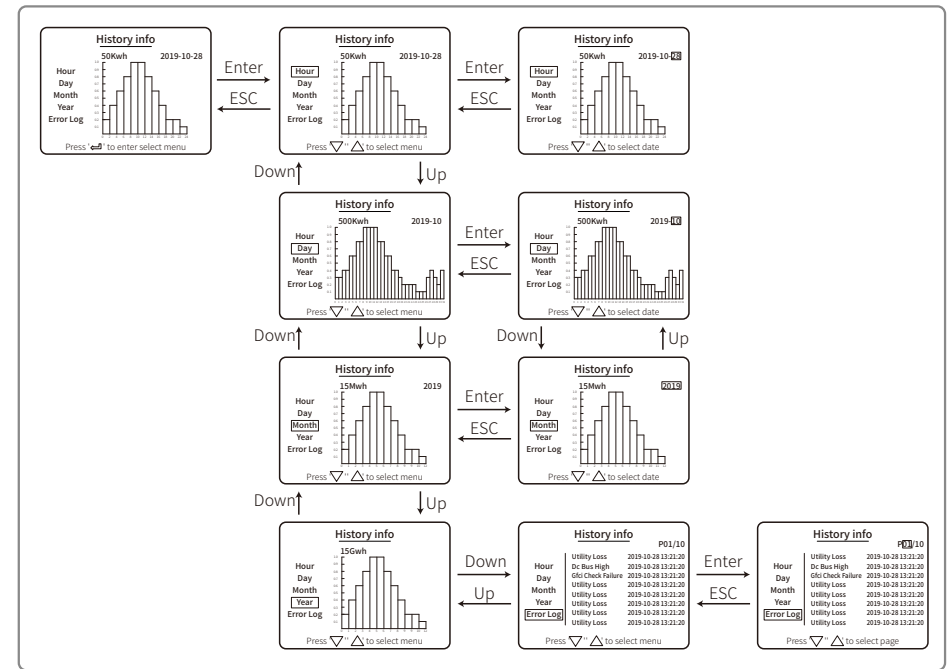 History info
50Kwh 2019-10-28
Hour
Day
Month
Year
Error Log
Press " " to enter select menu
Enter
ESC
History info
50Kwh 2019-10-28
Hour
Day
Month
Year
Error Log
Press " " to select menu
Enter
ESC
History info
50Kwh 2019-10-28
Hour
Day
Month
Year
Error Log
Press " " to select date
Down Up
History info
500Kwh 2019-10
Hour
Day
Month
Year
Error Log
Press " " to select menu
Enter
ESC
History info
500Kwh 2019-10
Hour
Day
Month
Year
Error Log
Press " " to select date
Down Up Down Up
History info
15Mwh 2019
Hour
Day
Month
Year
Error Log
Press " " to select menu
Enter
ESC
History info
15Mwh 2019
Hour
Day
Month
Year
Error Log
Press " " to select date
Down Up
History info
15Gwh
Hour
Day
Month
Year
Error Log
Press " " to select menu
Down
Up
History info
P01/10
Hour
Day
Month
Year
Error Log
Utility Loss 2019-10-28 13:21:20
Dc Bus High 2019-10-28 13:21:20
Gfci Check Failure 2019-10-28 13:21:20
Utility Loss 2019-10-28 13:21:20
Utility Loss 2019-10-28 13:21:20
Utility Loss 2019-10-28 13:21:20
Utility Loss 2019-10-28 13:21:20
Utility Loss 2019-10-28 13:21:20
Press " " to select menu
Enter
ESC
History info
P01/10
Hour
Day
Month
Year
Error Log
Utility Loss 2019-10-28 13:21:20
Dc Bus High 2019-10-28 13:21:20
Gfci Check Failure 2019-10-28 13:21:20
Utility Loss 2019-10-28 13:21:20
Utility Loss 2019-10-28 13:21:20
Utility Loss 2019-10-28 13:21:20
Utility Loss 2019-10-28 13:21:20
Utility Loss 2019-10-28 13:21:20
Press " " to select page